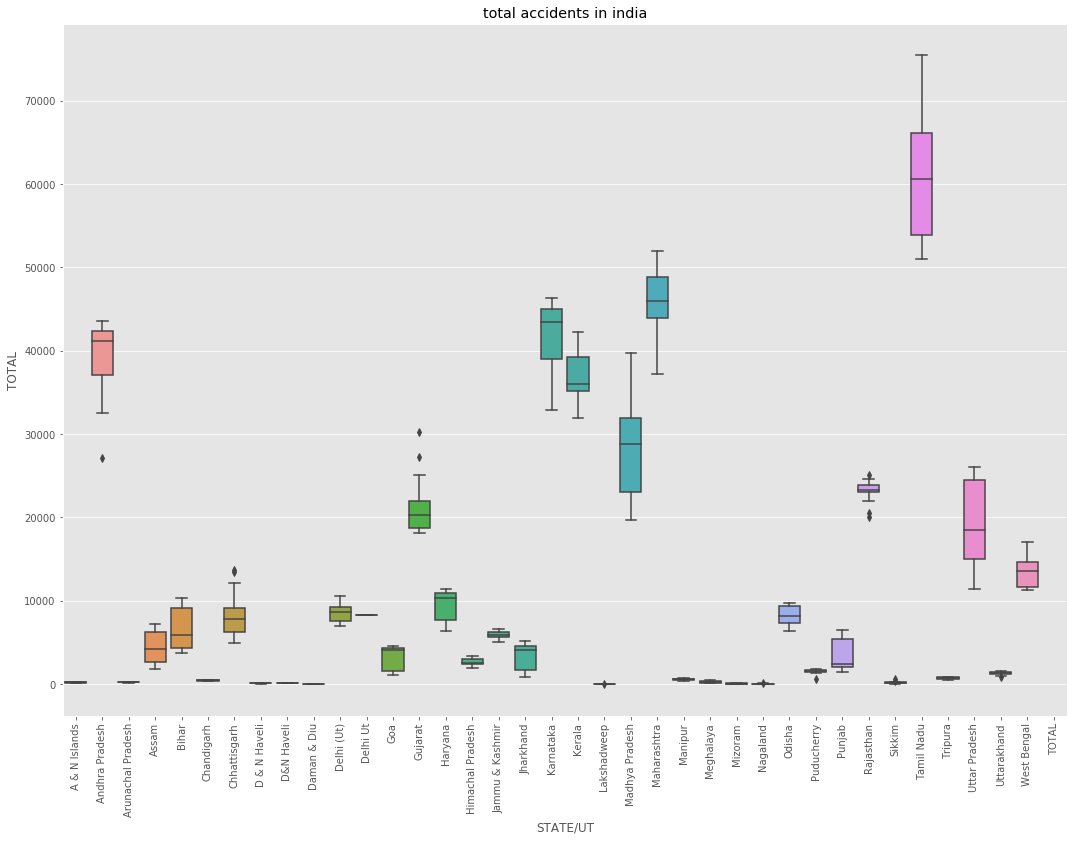 total accidents in india
TOTAL
70000
60000
50000
40000
30000
20000
10000
0
A & N Islands
Andhra Pradesh
Arunachal Pradesh
Assam
Bihar
Chandigarh
Chhattisgarh
D & N Haveli
D&N Haveli
Daman & Diu
Delhi (Ut)
Delhi Ut
Goa
Gujarat
Haryana
Himachal Pradesh
Jammu & Kashmir
Jharkhand
Karnataka
Kerala
Lakshadweep
Madhya Pradesh
Maharashtra
Manipur
Meghalaya
Mizoram
Nagaland
Odisha
Puducherry
Punjab
Rajasthan
Sikkim
Tamil Nadu
Tripura
Uttar Pradesh
Uttarakhand
West Bengal
TOTAL
STATE/UT